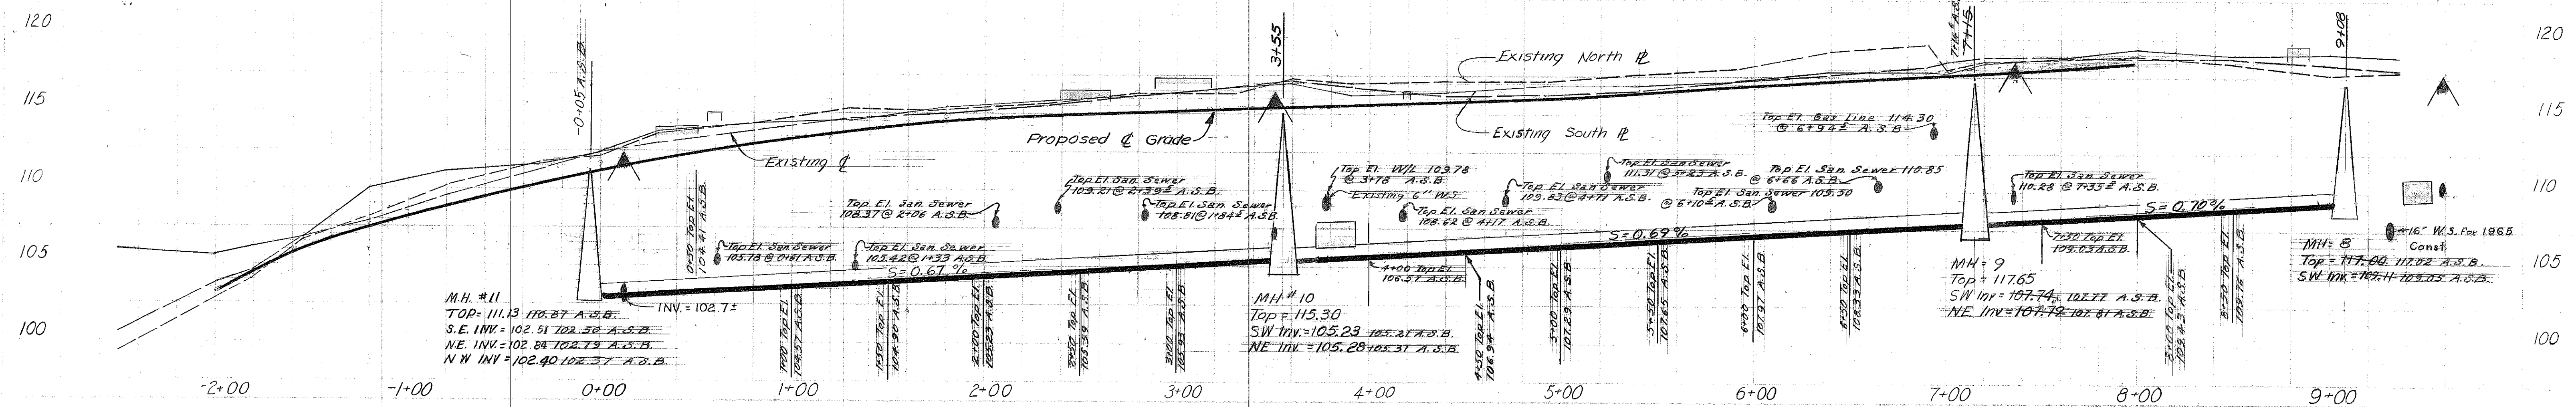 120
115
110
105
100
-0+05 A.S.B.
3+55
7+15
9+08
120
115
110
105
100
Existing North ⅊
Existing South ⅊
Proposed ℄ Grade
Existing ℄
Top El. Gas Line 114.30
@ 6+94± A.S.B.
0+50 Top El.
104.41 A.S.B.
Top El. San. Sewer
105.78 @ 0+61 A.S.B.
Top El. San. Sewer
105.42 @ 1+33 A.S.B.
Top El. San. Sewer
108.37 @ 2+06 A.S.B.
Top El. San. Sewer
109.21 @ 2+39± A.S.B.
Top El. San. Sewer
108.81 @ 1+84± A.S.B.
Top El. W/L 109.78
@ 3+78 A.S.B.
Existing 6" W.S.
Top El. San Sewer
108.62 @ 4+17 A.S.B.
Top El. San Sewer
109.83 @ 4+71 A.S.B.
Top El. San Sewer
111.31 @ 5+23 A.S.B.
Top El. San Sewer 110.85
@ 6+66 A.S.B.
Top El. San Sewer 109.50
@ 6+10± A.S.B.
Top El. San. Sewer
110.28 @ 7+35± A.S.B.
S = 0.67 %
S = 0.69 %
S = 0.70 %
16" W.S. for 1965
Const.
M.H. #11
TOP = 111.13 110.87 A.S.B.
S.E. INV. = 102.51 102.50 A.S.B.
N.E. INV. = 102.84 102.79 A.S.B.
N W INV = 102.40 102.37 A.S.B.
INV. = 102.7±
1+00 Top El.
104.57 A.S.B.
1+50 Top El.
104.90 A.S.B.
2+00 Top El.
105.23 A.S.B.
2+50 Top El.
105.59 A.S.B.
3+00 Top El.
105.93 A.S.B.
MH # 10
Top = 115.30
SW Inv. = 105.23 105.21 A.S.B.
NE Inv. = 105.28 105.31 A.S.B.
4+00 Top El.
106.57 A.S.B.
4+50 Top El.
106.94 A.S.B.
5+00 Top El.
107.29 A.S.B.
5+50 Top El.
107.65 A.S.B.
6+00 Top El.
107.97 A.S.B.
6+50 Top El.
108.33 A.S.B.
MH = 9
Top = 117.65
SW Inv = 107.74 107.77 A.S.B.
NE. Inv = 107.79 107.81 A.S.B.
7+50 Top El.
109.03 A.S.B.
8+00 Top El.
109.43 A.S.B.
8+50 Top El.
109.76 A.S.B.
MH = 8
Top = 117.00 117.02 A.S.B.
SW Inv = 109.11 109.05 A.S.B.
-2+00 -1+00 0+00 1+00 2+00 3+00 4+00 5+00 6+00 7+00 8+00 9+00